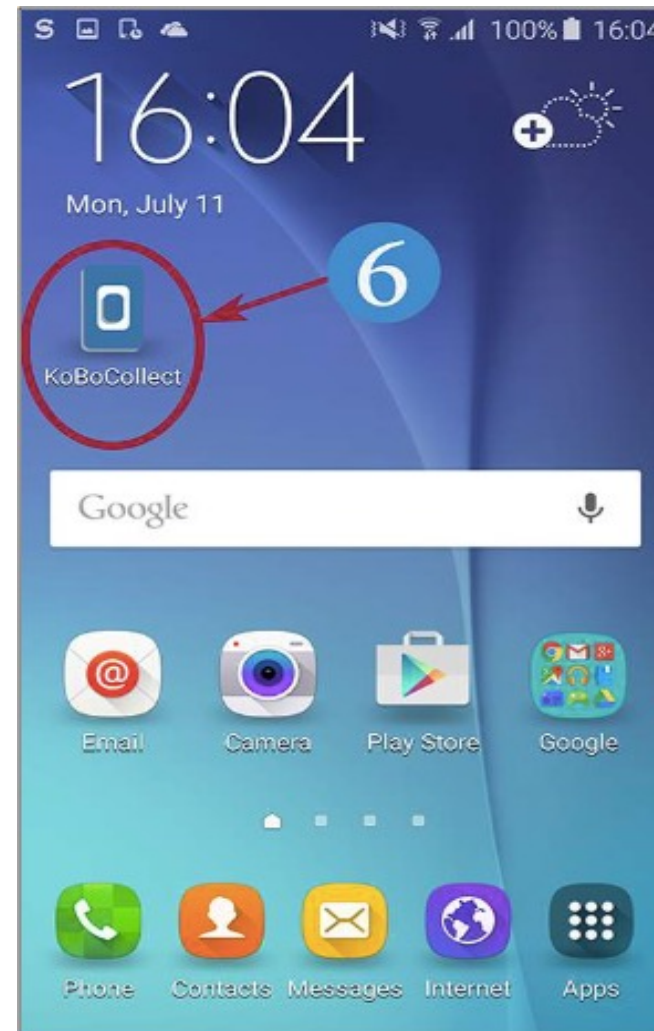 S 100% 16:04
16:04
Mon, July 11
6
KoBoCollect
Google
@
Email Camera Play Store Google
Phone Contacts Messages Internet Apps